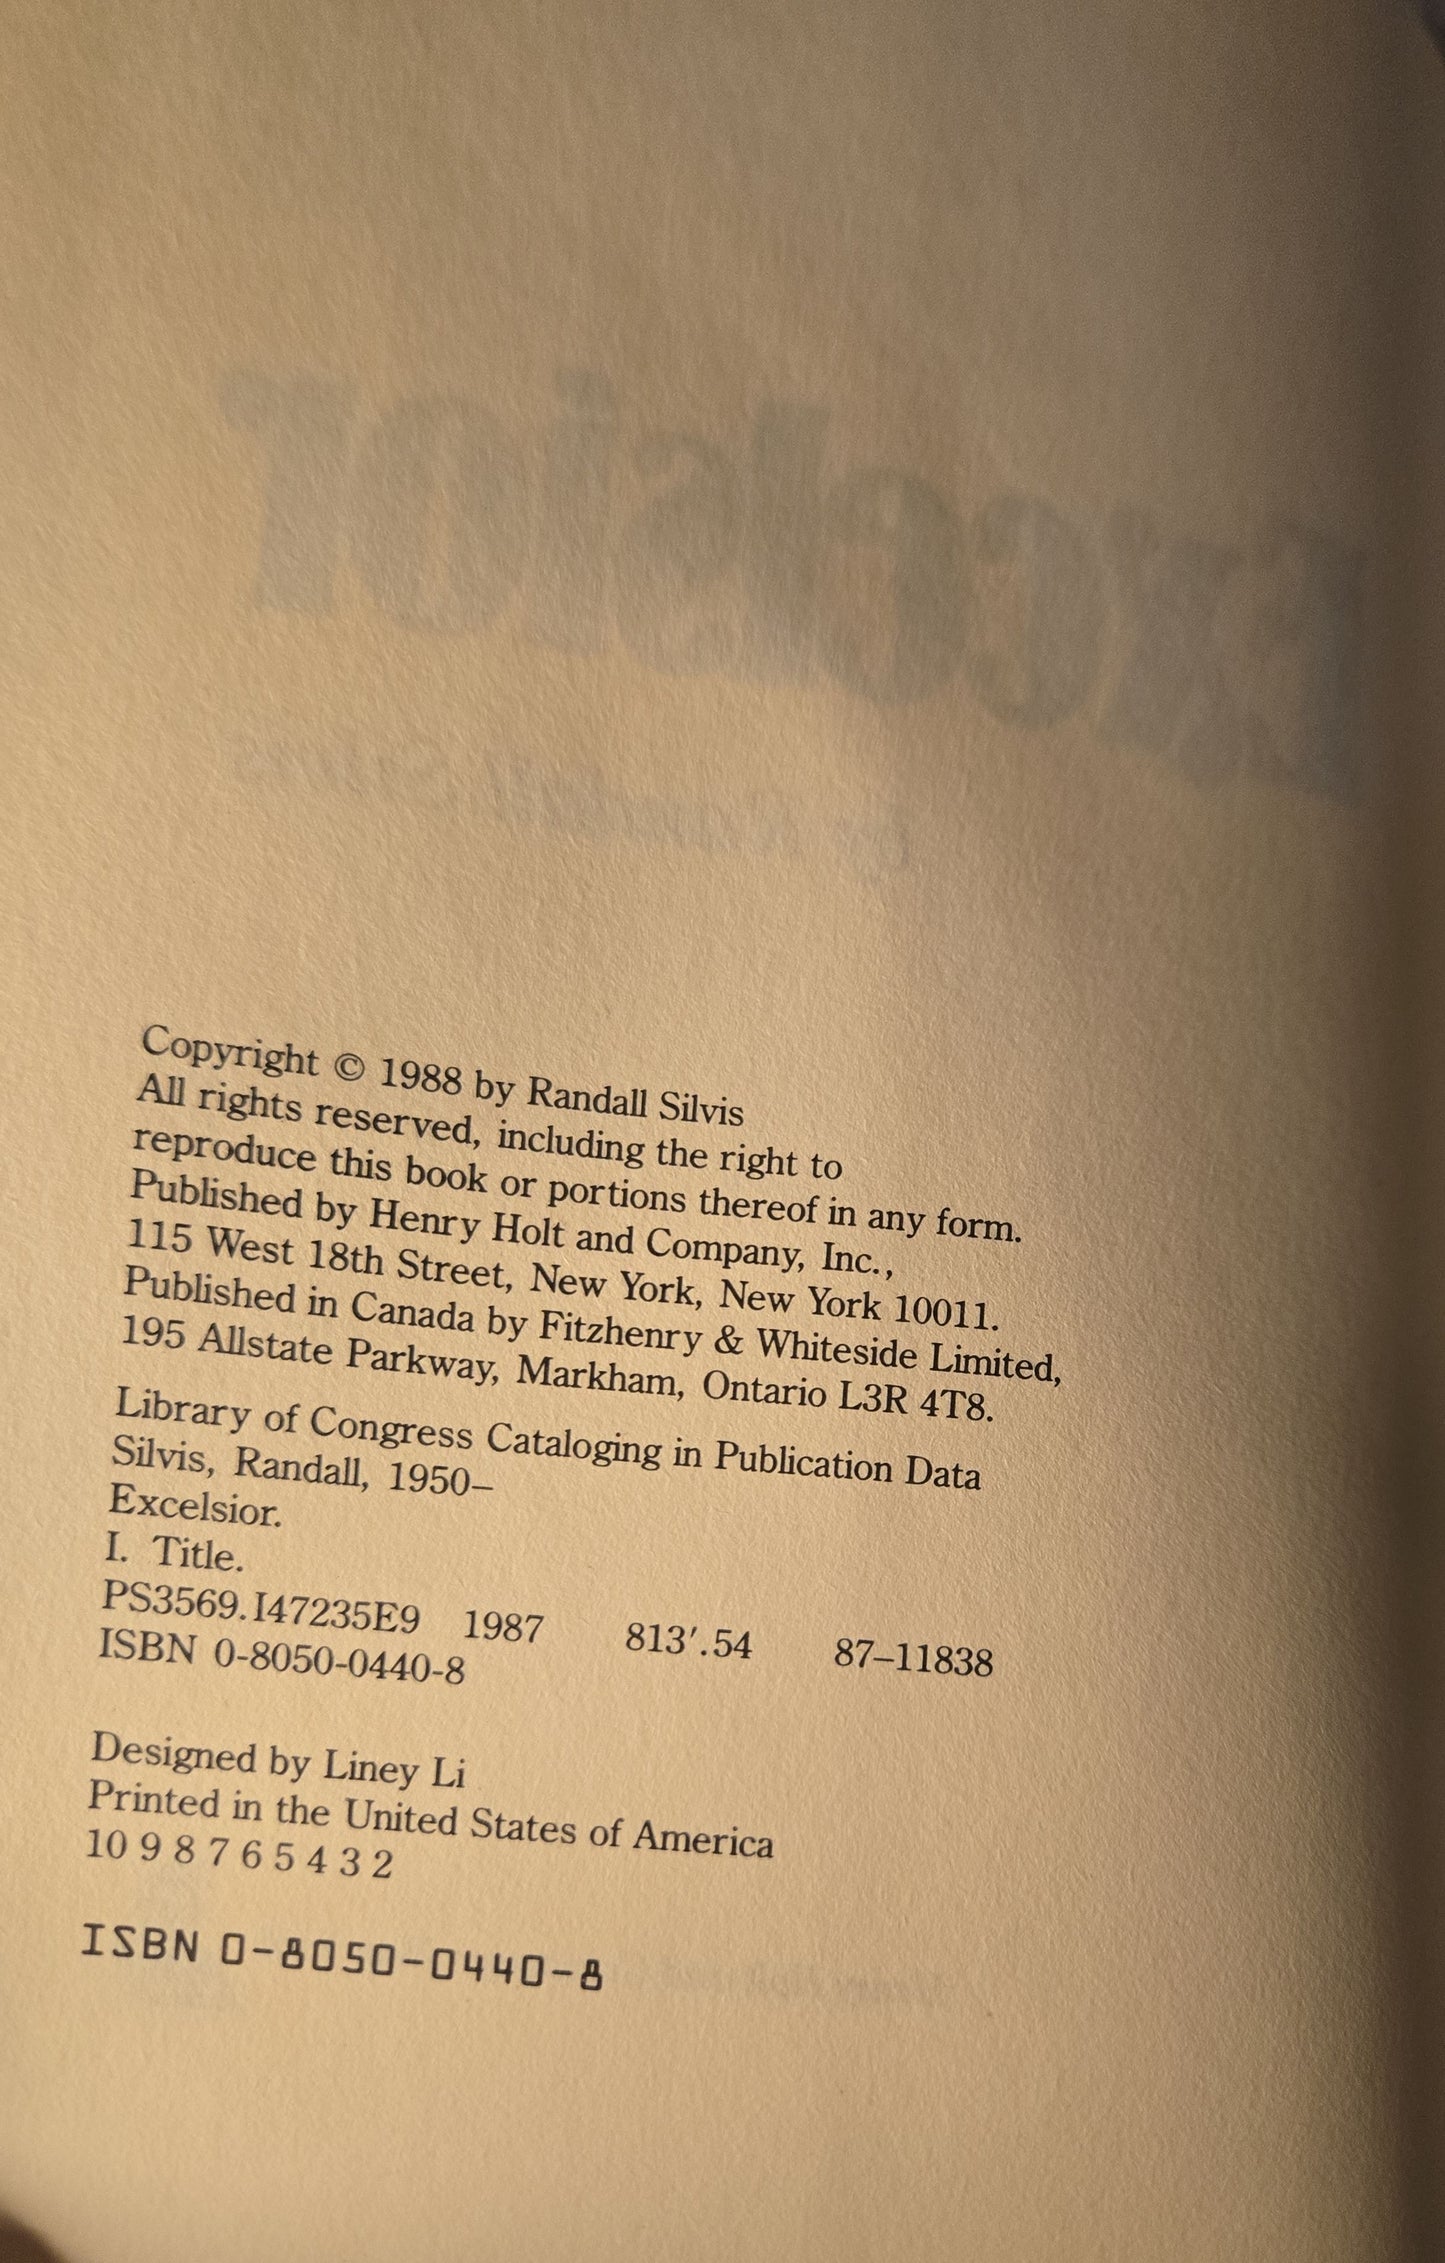 Copyright © 1988 by Randall Silvis
All rights reserved, including the right to
reproduce this book or portions thereof in any form.
Published by Henry Holt and Company, Inc.,
115 West 18th Street, New York, New York 10011.
Published in Canada by Fitzhenry & Whiteside Limited,
195 Allstate Parkway, Markham, Ontario L3R 4T8.
Library of Congress Cataloging in Publication Data
Silvis, Randall, 1950–
Excelsior.
I. Title.
PS3569.I47235E9 1987 813′.54 87–11838
ISBN 0-8050-0440-8
Designed by Liney Li
Printed in the United States of America
10 9 8 7 6 5 4 3 2
ISBN 0-8050-0440-8